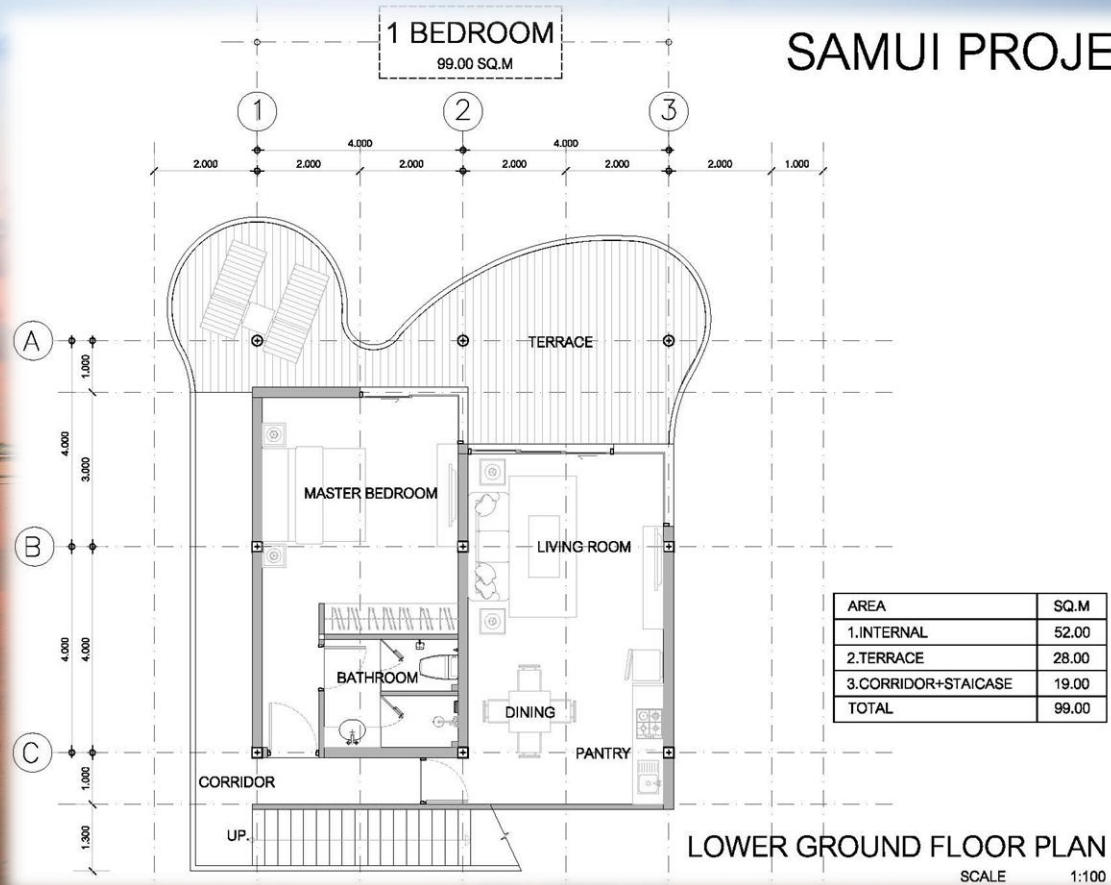 1 BEDROOM
99.00 SQ.M
SAMUI PROJE
1
2
3
4.000
4.000
2.000
2.000
2.000
2.000
2.000
2.000
1.000
A
TERRACE
1.000
4.000
3.000
MASTER BEDROOM
B
LIVING ROOM
AREA SQ.M
1.INTERNAL 52.00
2.TERRACE 28.00
3.CORRIDOR+STAICASE 19.00
TOTAL 99.00
4.000
4.000
BATHROOM
DINING
C
PANTRY
CORRIDOR
1.000
UP.
1.300
LOWER GROUND FLOOR PLAN
SCALE 1:100